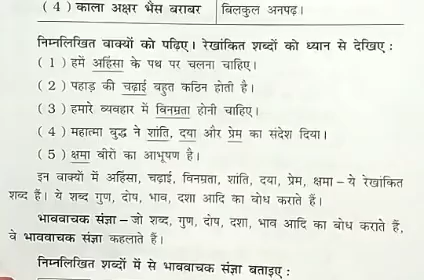 ( 4 ) काला अक्षर भैंस बराबर बिलकुल अनपढ़।
निम्नलिखित वाक्यों को पढ़िए। रेखांकित शब्दों को ध्यान से देखिए :
( 1 ) हमें अहिंसा के पथ पर चलना चाहिए।
( 2 ) पहाड़ की चढ़ाई बहुत कठिन होती है।
( 3 ) हमारे व्यवहार में विनम्रता होनी चाहिए।
( 4 ) महात्मा बुद्ध ने शांति, दया और प्रेम का संदेश दिया।
( 5 ) क्षमा वीरों का आभूषण है।
इन वाक्यों में अहिंसा, चढ़ाई, विनम्रता, शांति, दया, प्रेम, क्षमा – ये रेखांकित
शब्द हैं। ये शब्द गुण, दोष, भाव, दशा आदि का बोध कराते हैं।
भाववाचक संज्ञा – जो शब्द, गुण, दोष, दशा, भाव आदि का बोध कराते हैं,
वे भाववाचक संज्ञा कहलाते हैं।
निम्नलिखित शब्दों में से भाववाचक संज्ञा बताइए :